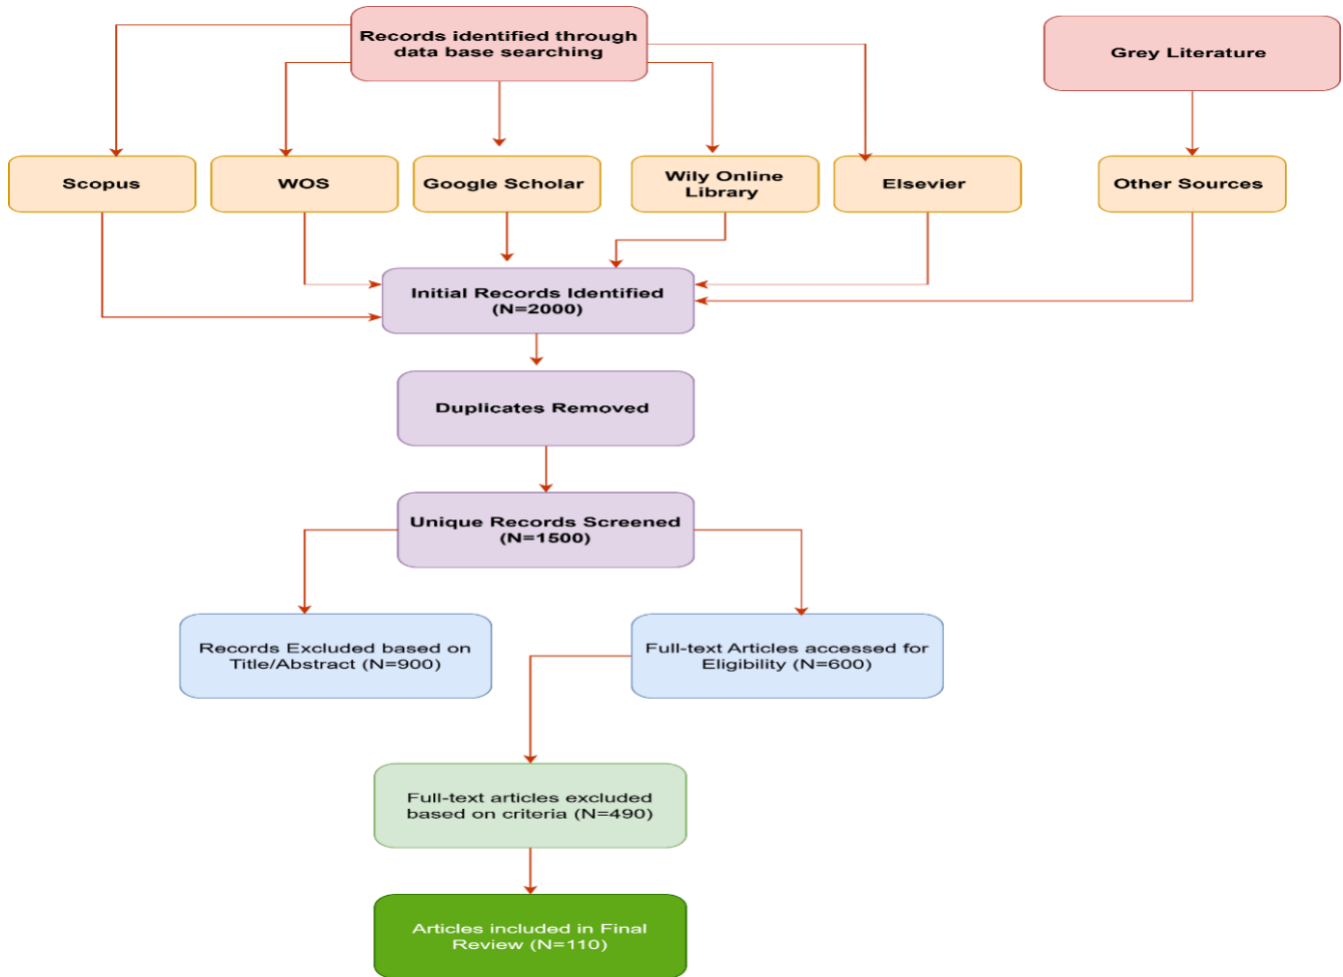 Records identified through
data base searching
Grey Literature
Scopus
WOS
Google Scholar
Wily Online
Library
Elsevier
Other Sources
Initial Records Identified
(N=2000)
Duplicates Removed
Unique Records Screened
(N=1500)
Records Excluded based on
Title/Abstract (N=900)
Full-text Articles accessed for
Eligibility (N=600)
Full-text articles excluded
based on criteria (N=490)
Articles included in Final
Review (N=110)